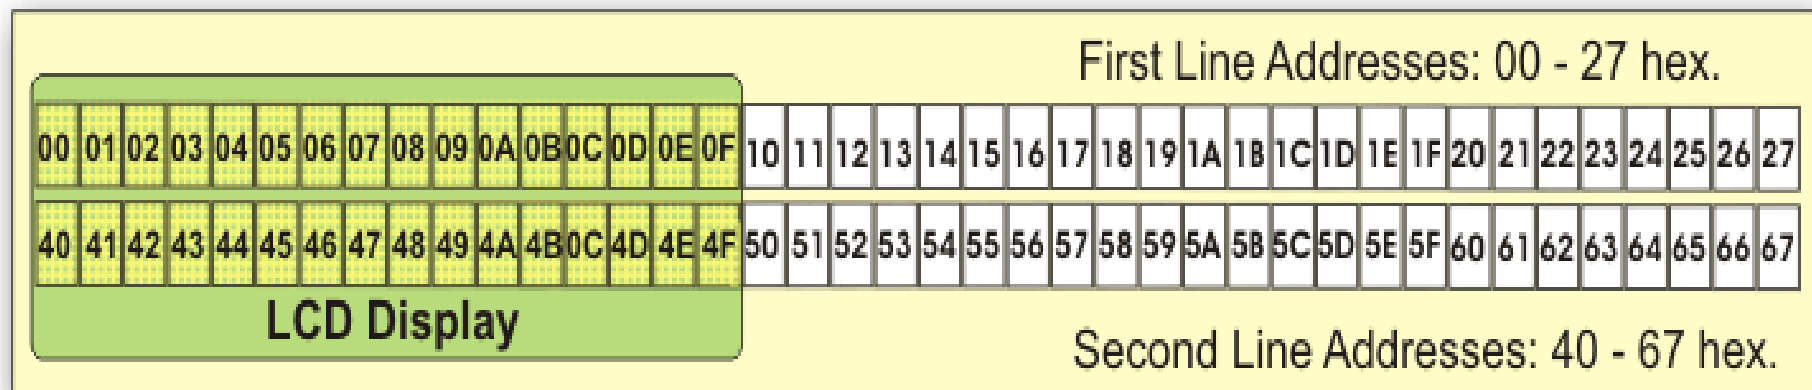 First Line Addresses: 00 - 27 hex.
00 01 02 03 04 05 06 07 08 09 0A 0B 0C 0D 0E 0F 10 11 12 13 14 15 16 17 18 19 1A 1B 1C 1D 1E 1F 20 21 22 23 24 25 26 27
40 41 42 43 44 45 46 47 48 49 4A 4B 0C 4D 4E 4F 50 51 52 53 54 55 56 57 58 59 5A 5B 5C 5D 5E 5F 60 61 62 63 64 65 66 67
LCD Display
Second Line Addresses: 40 - 67 hex.